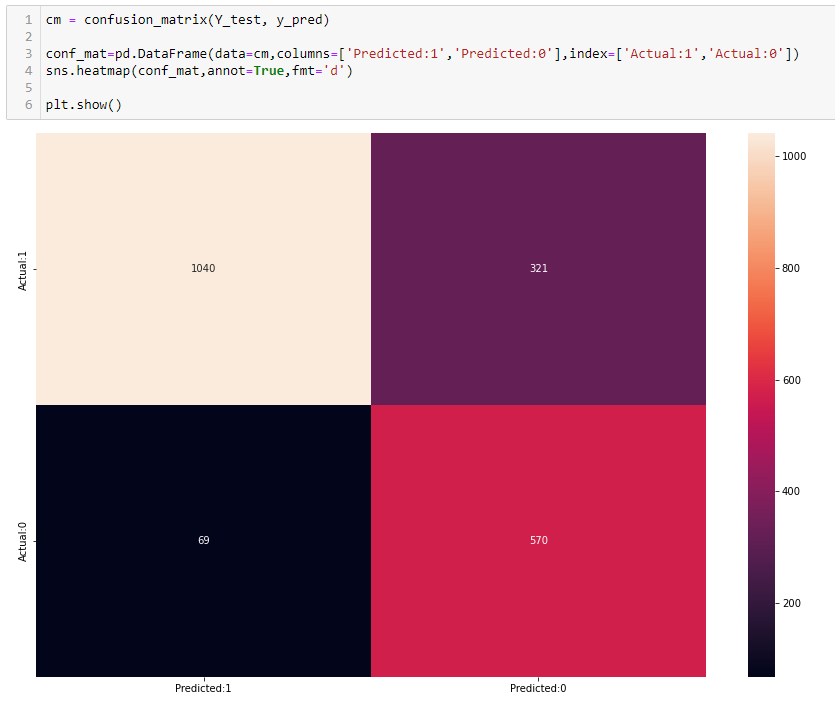 1 cm = confusion_matrix(Y_test, y_pred)
2
3 conf_mat=pd.DataFrame(data=cm,columns=['Predicted:1','Predicted:0'],index=['Actual:1','Actual:0'])
4 sns.heatmap(conf_mat,annot=True,fmt='d')
5
6 plt.show()
Actual:1
1040
321
Actual:0
69
570
Predicted:1
Predicted:0
1000
800
600
400
200